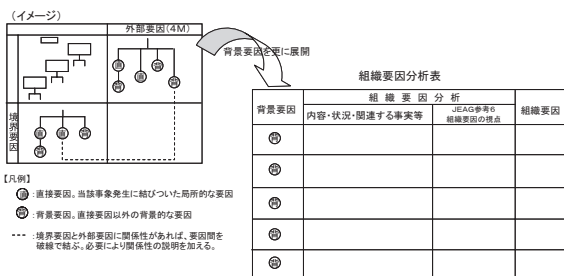 （イメージ）
外部要因（4M）
背景要因を更に展開
直
背
直
背
背
境界要因
直
直
背
背
【凡例】
直：直接要因。当該事象発生に結びついた局所的な要因
背：背景要因。直接要因以外の背景的な要因
---：境界要因と外部要因に関係性があれば、要因間を
破線で結ぶ。必要により関係性の説明を加える。
組織要因分析表
背景要因
組織要因分析
内容・状況・関連する事実等
JEAG参考6
組織要因の視点
組織要因
背
背
背
背
背